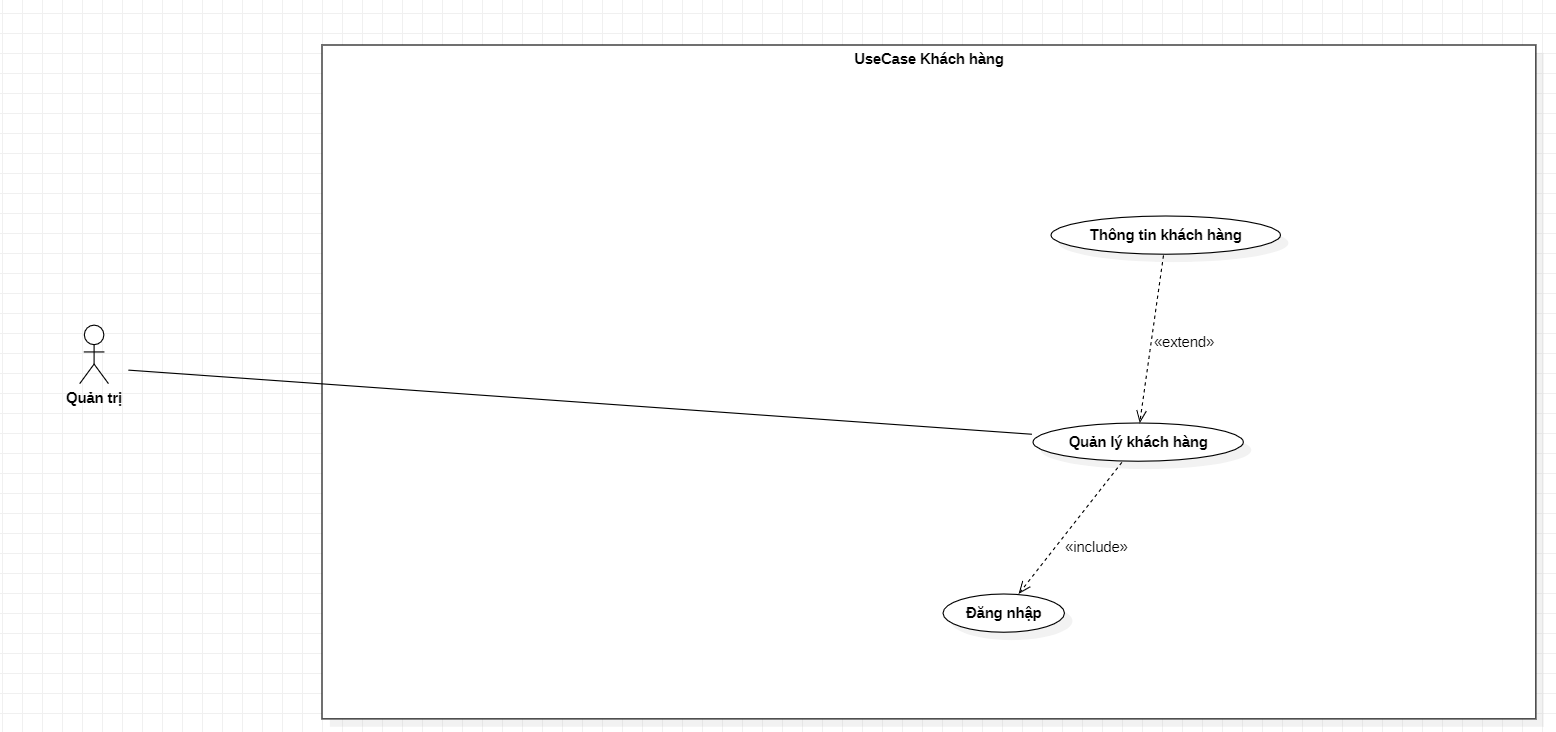 UseCase Khách hàng
Thông tin khách hàng
«extend»
Quản trị
Quản lý khách hàng
«include»
Đăng nhập